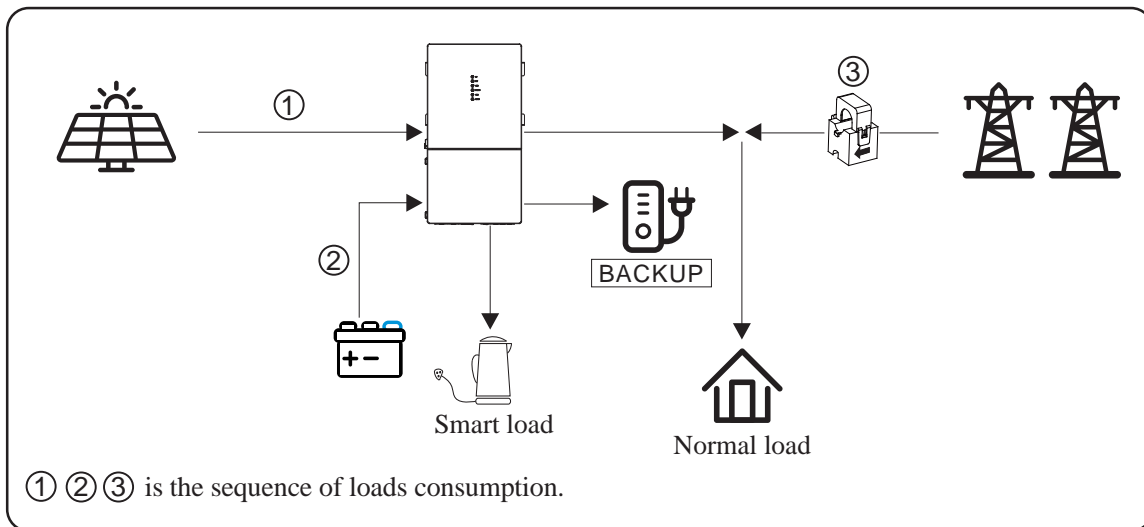 ①
③
②
BACKUP
+ −
Smart load
Normal load
① ② ③ is the sequence of loads consumption.